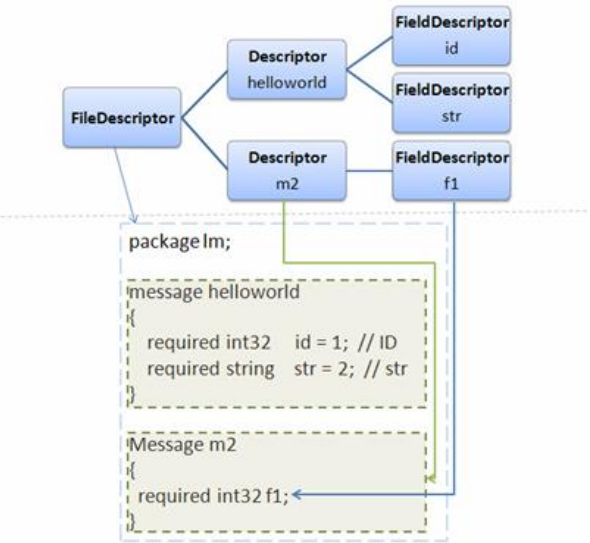 FieldDescriptor
id
Descriptor
helloworld
FieldDescriptor
str
FileDescriptor
Descriptor
m2
FieldDescriptor
f1
package lm;
message helloworld
{
required int32 id = 1; // ID
required string str = 2; // str
}
Message m2
{
required int32 f1;
}